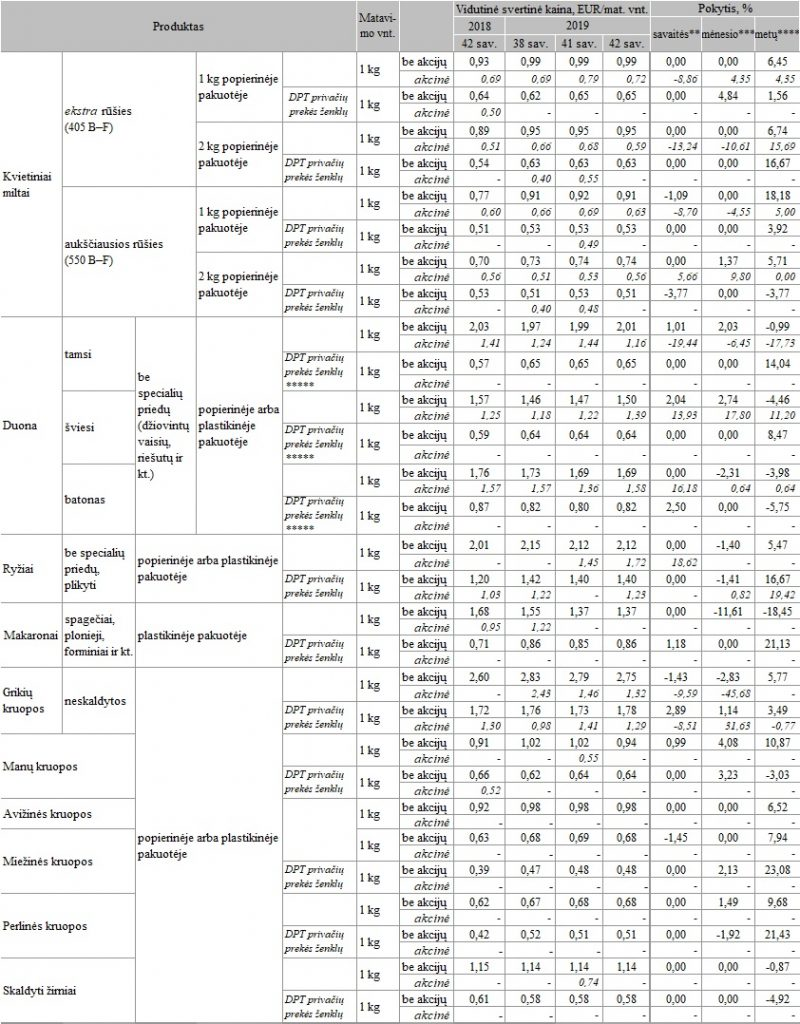 Produktas Matavi- mo vnt. Vidutinė svertinė kaina, EUR/mat. vnt. Pokytis, %
2018 2019 savaitės** mėnesio*** metų****
42 sav. 38 sav. 41 sav. 42 sav.
Kvietiniai miltai ekstra rūšies (405 B–F) 1 kg popierinėje pakuotėje 1 kg be akcijų 0,93 0,99 0,99 0,99 0,00 0,00 6,45
akcinė 0,69 0,69 0,79 0,72 -8,86 4,35 4,35
DPT privačių prekės ženklų 1 kg be akcijų 0,64 0,62 0,65 0,65 0,00 4,84 1,56
akcinė 0,50 - - - - - -
2 kg popierinėje pakuotėje 1 kg be akcijų 0,89 0,95 0,95 0,95 0,00 0,00 6,74
akcinė 0,51 0,66 0,68 0,59 -13,24 -10,61 15,69
DPT privačių prekės ženklų 1 kg be akcijų 0,54 0,63 0,63 0,63 0,00 0,00 16,67
akcinė - 0,40 0,55 - - - -
aukščiausios rūšies (550 B–F) 1 kg popierinėje pakuotėje 1 kg be akcijų 0,77 0,91 0,92 0,91 -1,09 0,00 18,18
akcinė 0,60 0,66 0,69 0,63 -8,70 -4,55 5,00
DPT privačių prekės ženklų 1 kg be akcijų 0,51 0,53 0,53 0,53 0,00 0,00 3,92
akcinė - - 0,49 - - - -
2 kg popierinėje pakuotėje 1 kg be akcijų 0,70 0,73 0,74 0,74 0,00 1,37 5,71
akcinė 0,56 0,51 0,53 0,56 5,66 9,80 0,00
DPT privačių prekės ženklų 1 kg be akcijų 0,53 0,51 0,53 0,51 -3,77 0,00 -3,77
akcinė - 0,40 0,48 - - - -
Duona tamsi be specialių priedų (džiovintų vaisių, riešutų ir kt.) popierinėje arba plastikinėje pakuotėje 1 kg be akcijų 2,03 1,97 1,99 2,01 1,01 2,03 -0,99
akcinė 1,41 1,24 1,44 1,16 -19,44 -6,45 -17,73
DPT privačių prekės ženklų ***** 1 kg be akcijų 0,57 0,65 0,65 0,65 0,00 0,00 14,04
akcinė - - - - - - -
šviesi 1 kg be akcijų 1,57 1,46 1,47 1,50 2,04 2,74 -4,46
akcinė 1,25 1,18 1,22 1,39 13,93 17,80 11,20
DPT privačių prekės ženklų ***** 1 kg be akcijų 0,59 0,64 0,64 0,64 0,00 0,00 8,47
akcinė - - - - - - -
batonas 1 kg be akcijų 1,76 1,73 1,69 1,69 0,00 -2,31 -3,98
akcinė 1,57 1,57 1,36 1,58 16,18 0,64 0,64
DPT privačių prekės ženklų ***** 1 kg be akcijų 0,87 0,82 0,80 0,82 2,50 0,00 -5,75
akcinė - - - - - - -
Ryžiai be specialių priedų, plikyti popierinėje arba plastikinėje pakuotėje 1 kg be akcijų 2,01 2,15 2,12 2,12 0,00 -1,40 5,47
akcinė - - 1,45 1,72 18,62 - -
DPT privačių prekės ženklų 1 kg be akcijų 1,20 1,42 1,40 1,40 0,00 -1,41 16,67
akcinė 1,03 1,22 - 1,23 - 0,82 19,42
Makaronai spagečiai, plonieji, forminiai ir kt. plastikinėje pakuotėje 1 kg be akcijų 1,68 1,55 1,37 1,37 0,00 -11,61 -18,45
akcinė 0,95 1,22 - - - - -
DPT privačių prekės ženklų 1 kg be akcijų 0,71 0,86 0,85 0,86 1,18 0,00 21,13
akcinė - - - - - - -
Grikių kruopos neskaldytos popierinėje arba plastikinėje pakuotėje 1 kg be akcijų 2,60 2,83 2,79 2,75 -1,43 -2,83 5,77
akcinė - 2,43 1,46 1,32 -9,59 -45,68 -
DPT privačių prekės ženklų 1 kg be akcijų 1,72 1,76 1,73 1,78 2,89 1,14 3,49
akcinė 1,30 0,98 1,41 1,29 -8,51 31,63 -0,77
Manų kruopos 1 kg be akcijų 0,91 1,02 1,02 0,94 0,99 4,08 10,87
akcinė - - 0,55 - - - -
DPT privačių prekės ženklų 1 kg be akcijų 0,66 0,62 0,64 0,64 0,00 3,23 -3,03
akcinė 0,52 - - - - - -
Avižinės kruopos 1 kg be akcijų 0,92 0,98 0,98 0,98 0,00 0,00 6,52
akcinė - - - - - - -
Miežinės kruopos 1 kg be akcijų 0,63 0,68 0,69 0,68 -1,45 0,00 7,94
akcinė - - - - - - -
DPT privačių prekės ženklų 1 kg be akcijų 0,39 0,47 0,48 0,48 0,00 2,13 23,08
akcinė - - - - - - -
Perlinės kruopos 1 kg be akcijų 0,62 0,67 0,68 0,68 0,00 1,49 9,68
akcinė - - - - - - -
DPT privačių prekės ženklų 1 kg be akcijų 0,42 0,52 0,51 0,51 0,00 -1,92 21,43
akcinė - - - - - - -
Skaldyti žirniai 1 kg be akcijų 1,15 1,14 1,14 1,14 0,00 0,00 -0,87
akcinė - - 0,74 - - - -
DPT privačių prekės ženklų 1 kg be akcijų 0,61 0,58 0,58 0,58 0,00 0,00 -4,92
akcinė - - - - - - -